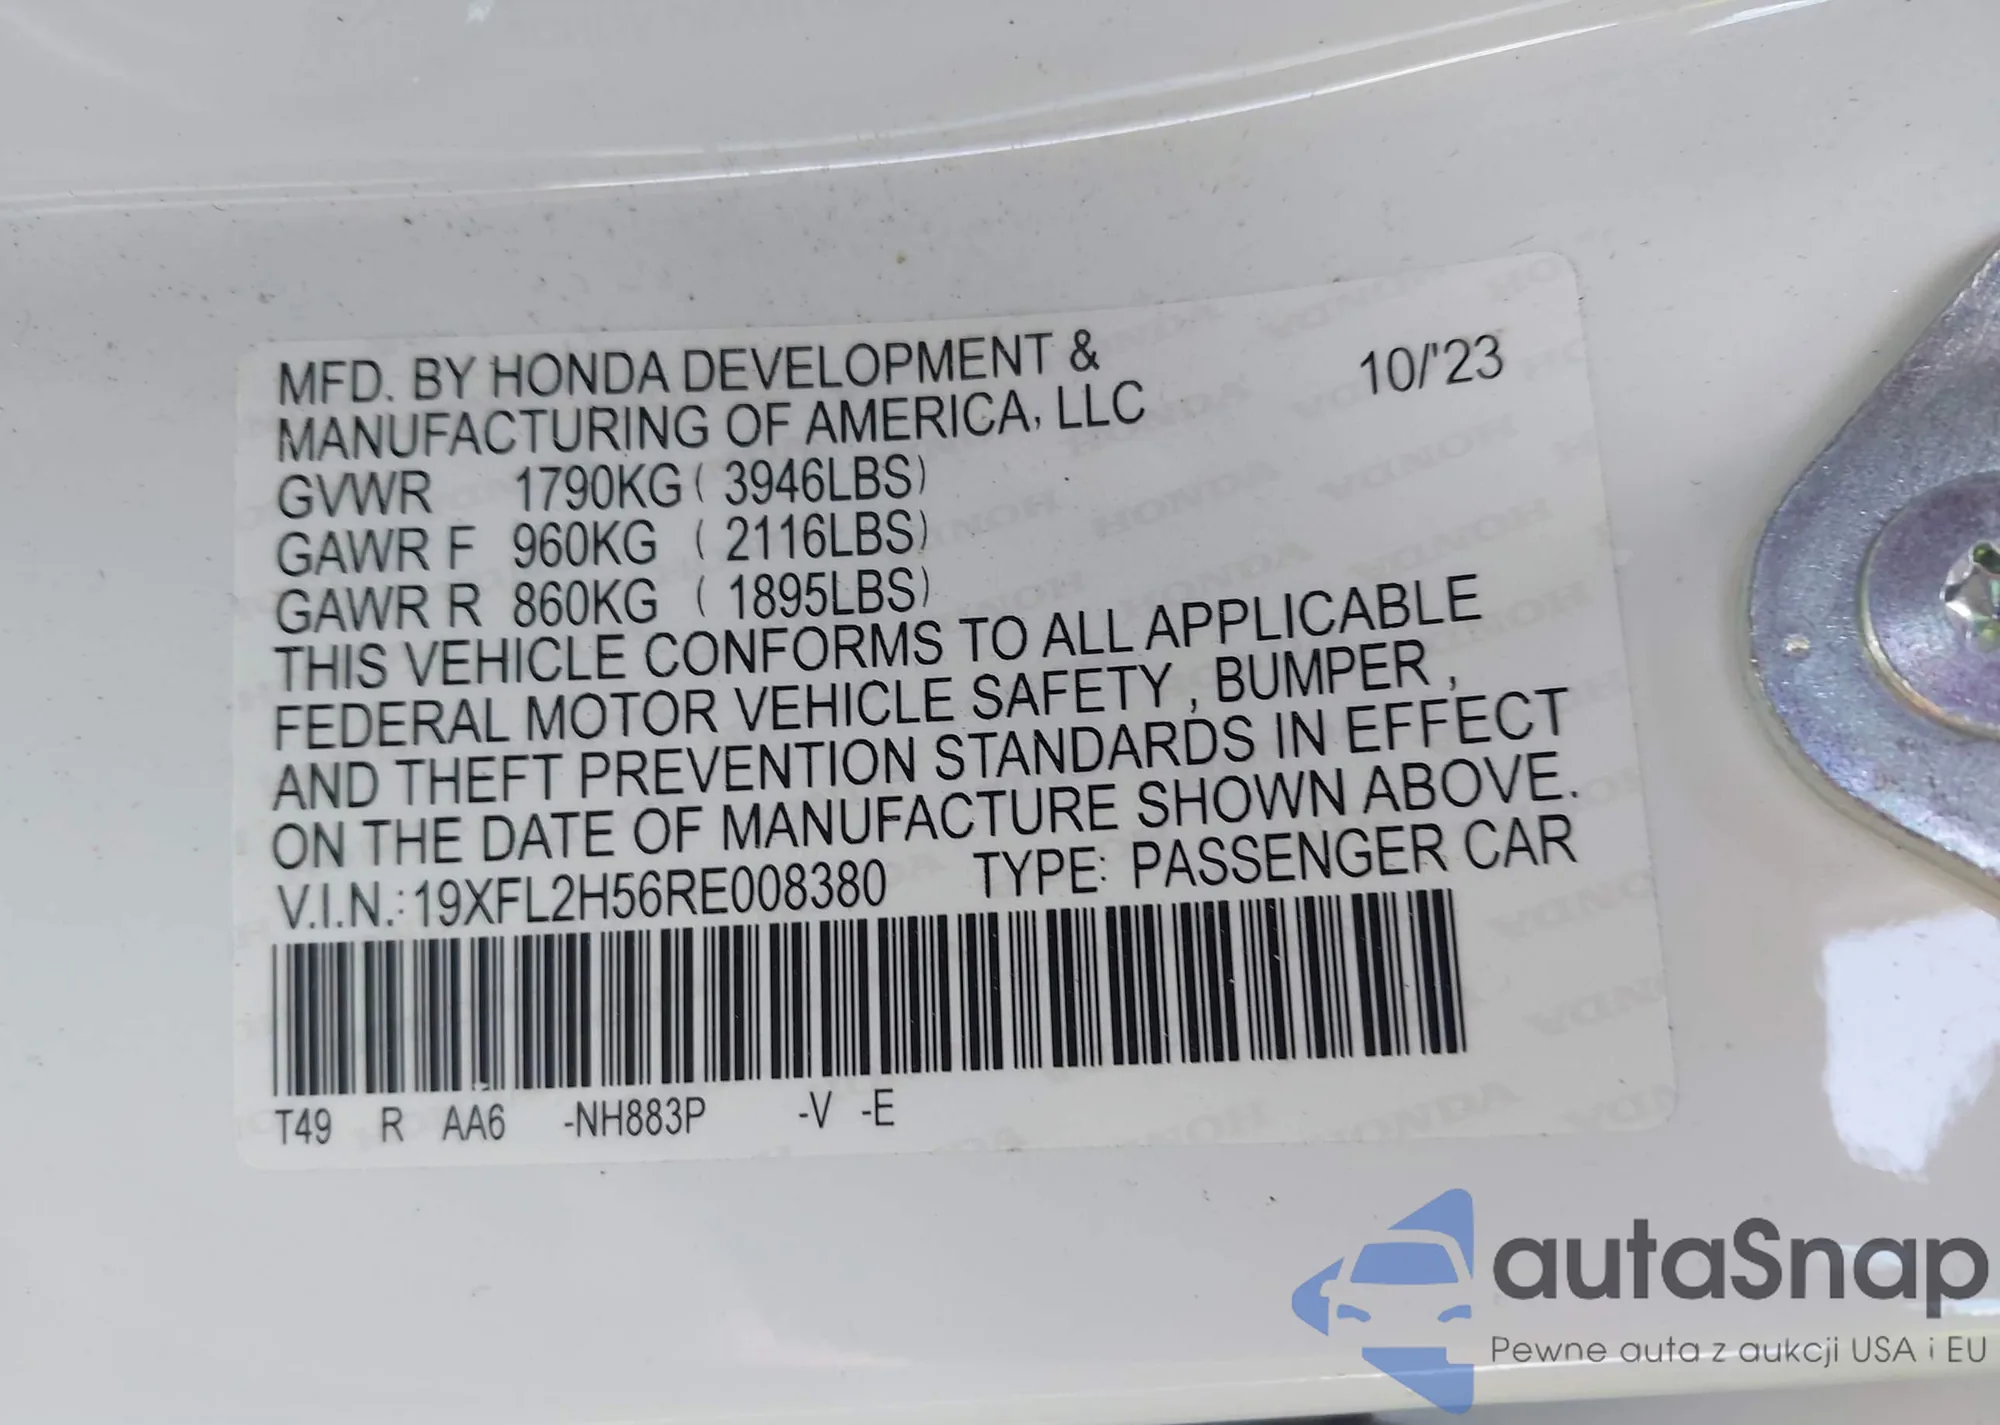 MFD. BY HONDA DEVELOPMENT & 10/'23
MANUFACTURING OF AMERICA, LLC
GVWR 1790KG ( 3946LBS)
GAWR F 960KG ( 2116LBS)
GAWR R 860KG ( 1895LBS)
THIS VEHICLE CONFORMS TO ALL APPLICABLE
FEDERAL MOTOR VEHICLE SAFETY , BUMPER ,
AND THEFT PREVENTION STANDARDS IN EFFECT
ON THE DATE OF MANUFACTURE SHOWN ABOVE.
V.I.N.: 19XFL2H56RE008380 TYPE: PASSENGER CAR
T49 R AA6 -NH883P -V -E
autaSnap
Pewne auta z aukcji USA i EU